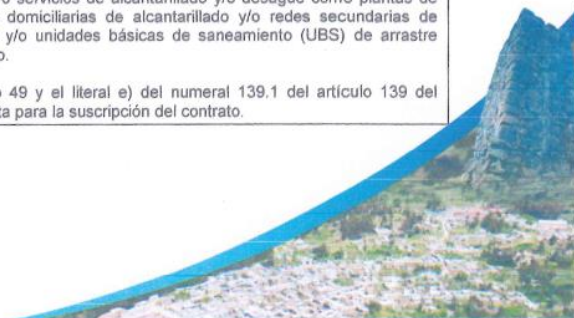 o servicios de alcantarillado y/o desagüe como plantas de
domiciliarias de alcantarillado y/o redes secundarias de
y/o unidades básicas de saneamiento (UBS) de arrastre
o.
o 49 y el literal e) del numeral 139.1 del artículo 139 del
ta para la suscripción del contrato.